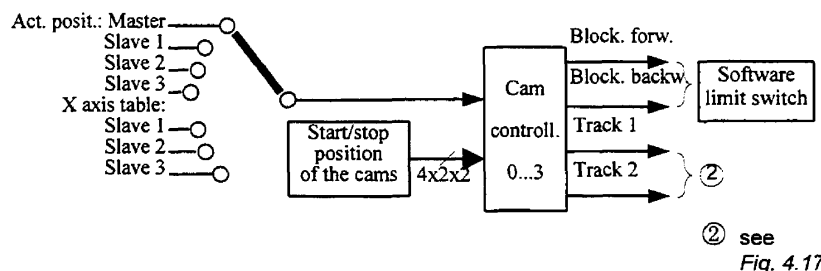 Act. posit.: Master
Slave 1
Slave 2
Slave 3
X axis table:
Slave 1
Slave 2
Slave 3
Start/stop
position
of the cams
4x2x2
Cam
controll.
0...3
Block. forw.
Block. backw
Track 1
Track 2
Software
limit switch
②
② see
Fig. 4.17